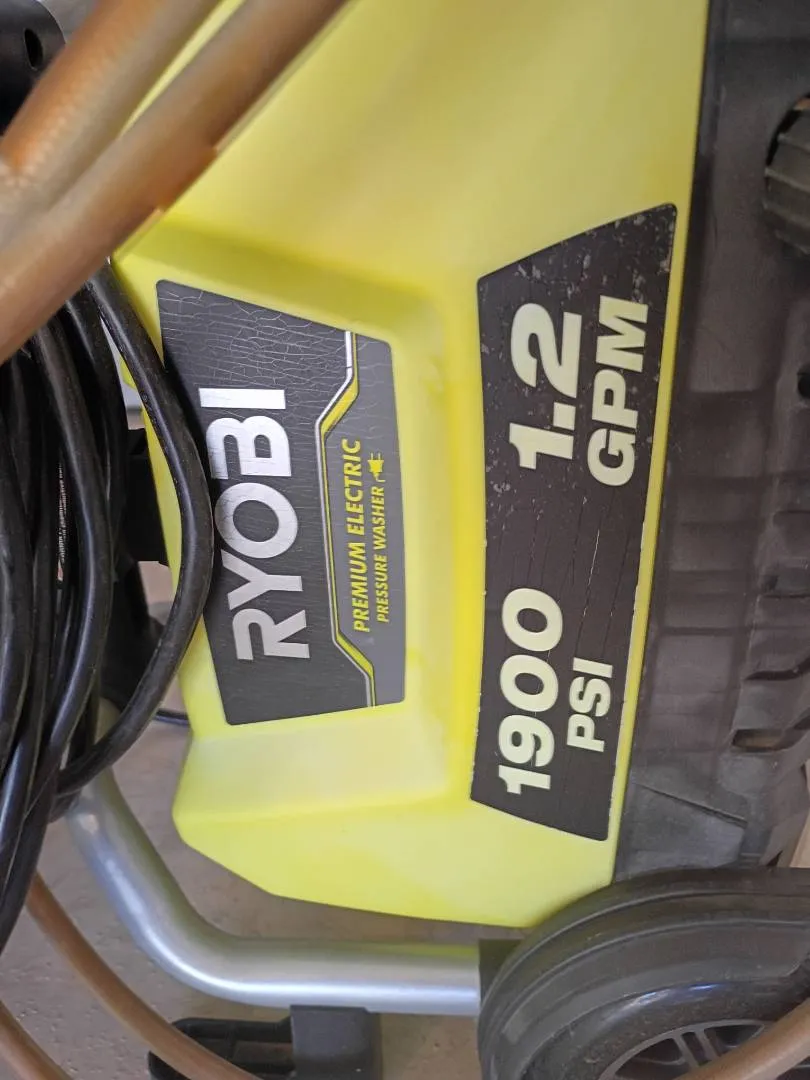 RYOBI
PREMIUM ELECTRIC
PRESSURE WASHER
1900 1.2
PSI GPM